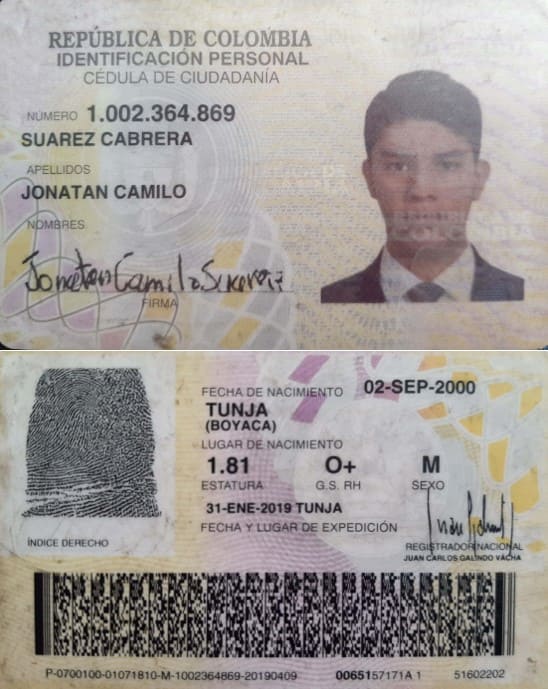 REPÚBLICA DE COLOMBIA
IDENTIFICACIÓN PERSONAL
CÉDULA DE CIUDADANÍA
NÚMERO 1.002.364.869
SUAREZ CABRERA
APELLIDOS
JONATAN CAMILO
NOMBRES
Jonatan Camilo
FIRMA
FECHA DE NACIMIENTO 02-SEP-2000
TUNJA
(BOYACA)
LUGAR DE NACIMIENTO
1.81 O+ M
ESTATURA G.S. RH SEXO
31-ENE-2019 TUNJA
FECHA Y LUGAR DE EXPEDICIÓN
ÍNDICE DERECHO
REGISTRADOR NACIONAL
JUAN CARLOS GALINDO VÁCHA
P-0700100-01071810-M-1002364869-20190409 0065157171A 1 51602202